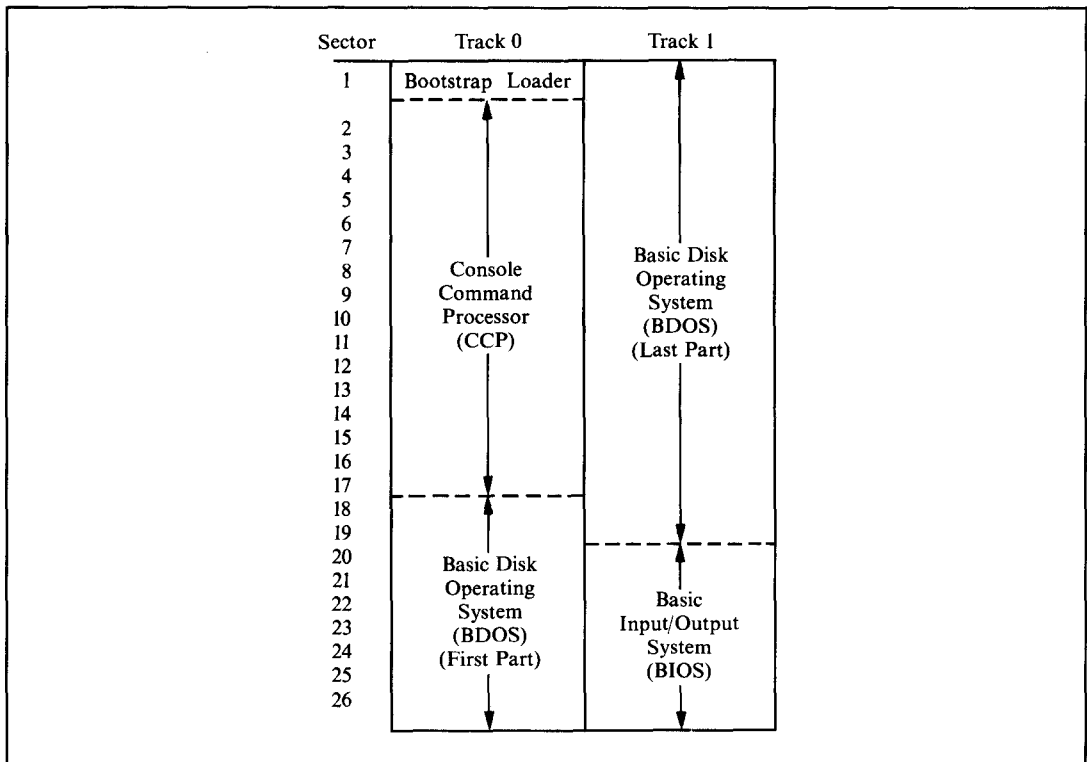 Sector Track 0 Track 1
1 Bootstrap Loader
2
3
4
5
6
7
8
9
10
11
12
13
14
15
16
17
18
19
20
21
22
23
24
25
26
Console
Command
Processor
(CCP)
Basic Disk
Operating
System
(BDOS)
(First Part)
Basic Disk
Operating
System
(BDOS)
(Last Part)
Basic
Input/Output
System
(BIOS)